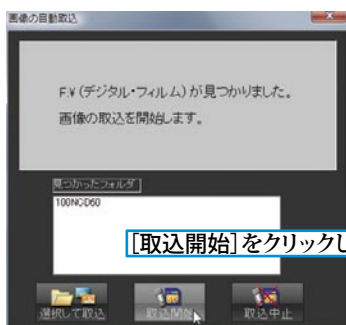 画像の自動取込
F:¥(デジタル・フィルム)が見つかりました。
画像の取込を開始します。
見つかったフォルダ
100NCD60
[取込開始]をクリックし
選択して取込
取込開始
取込中止